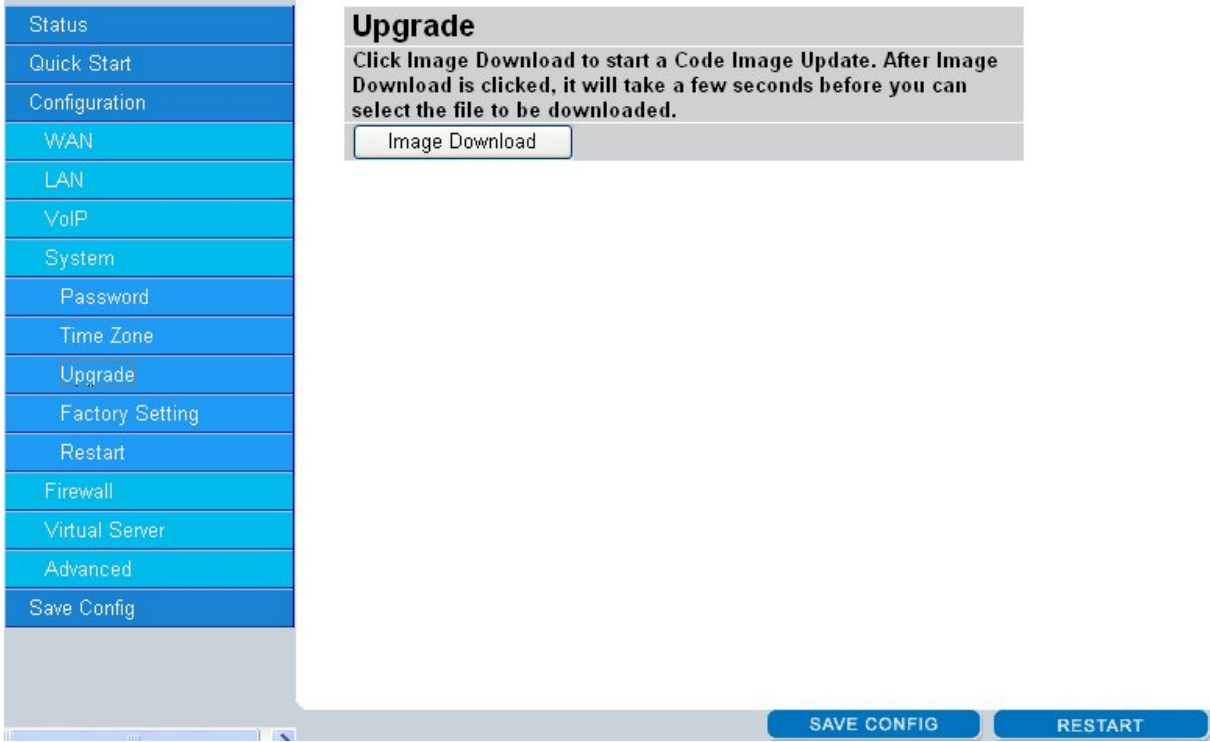 Status
Quick Start
Configuration
WAN
LAN
VoIP
System
Password
Time Zone
Upgrade
Factory Setting
Restart
Firewall
Virtual Server
Advanced
Save Config
Upgrade
Click Image Download to start a Code Image Update. After Image
Download is clicked, it will take a few seconds before you can
select the file to be downloaded.
Image Download
SAVE CONFIG
RESTART